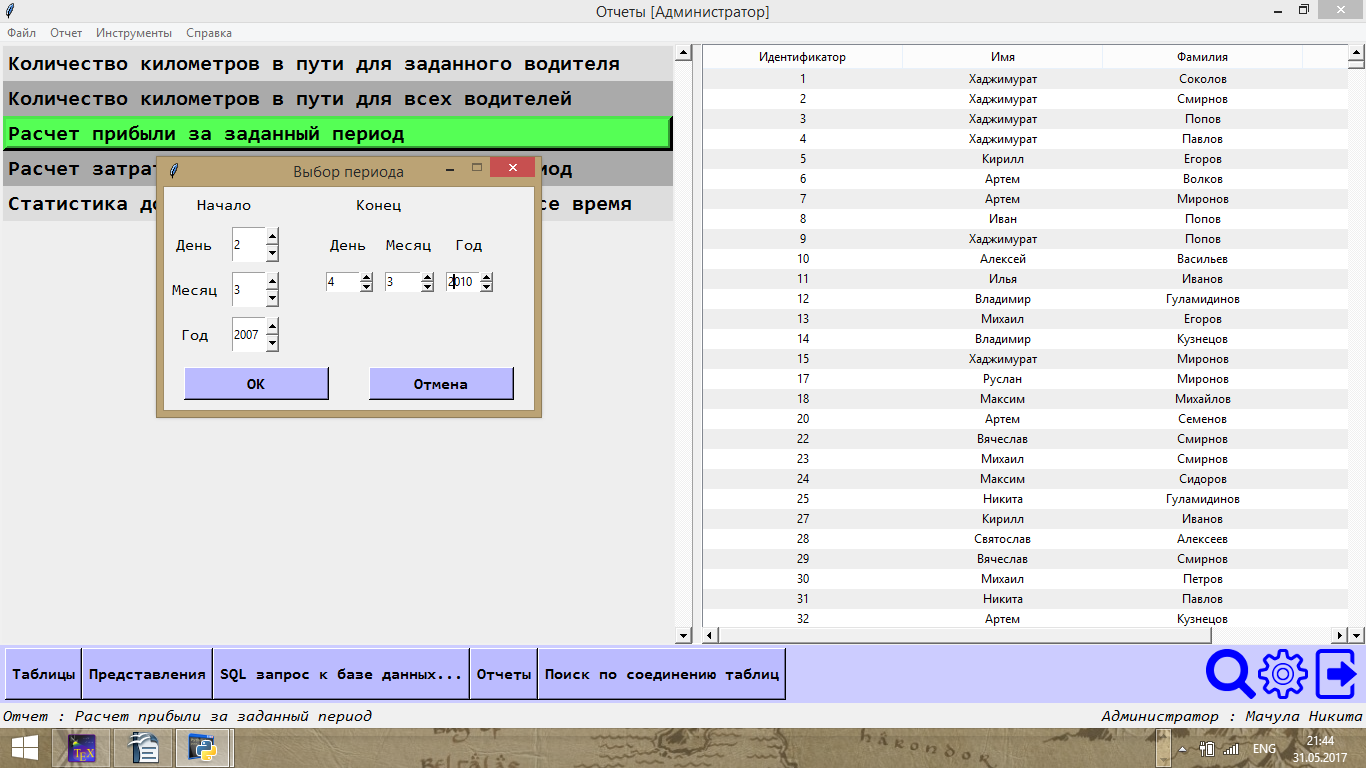 Отчеты [Администратор]
Файл Отчет Инструменты Справка
Количество километров в пути для заданного водителя
Количество километров в пути для всех водителей
Расчет прибыли за заданный период
Расчет затрат
Статистика
се время
Выбор периода
Начало Конец
День 2
Месяц 3
Год 2007
День Месяц Год
4 3 2010
OK Отмена
Идентификатор Имя Фамилия
1 Хаджимурат Соколов
2 Хаджимурат Смирнов
3 Хаджимурат Попов
4 Хаджимурат Павлов
5 Кирилл Егоров
6 Артем Волков
7 Артем Миронов
8 Иван Попов
9 Хаджимурат Попов
10 Алексей Васильев
11 Илья Иванов
12 Владимир Гуламидинов
13 Михаил Егоров
14 Владимир Кузнецов
15 Хаджимурат Миронов
17 Руслан Миронов
18 Максим Михайлов
20 Артем Семенов
22 Вячеслав Смирнов
23 Михаил Смирнов
24 Максим Сидоров
25 Никита Гуламидинов
27 Кирилл Иванов
28 Святослав Алексеев
29 Вячеслав Смирнов
30 Михаил Петров
31 Никита Павлов
32 Артем Кузнецов
Таблицы Представления SQL запрос к базе данных... Отчеты Поиск по соединению таблиц
Отчет : Расчет прибыли за заданный период
Администратор : Мачула Никита
TEX
ENG
21:44
31.05.2017